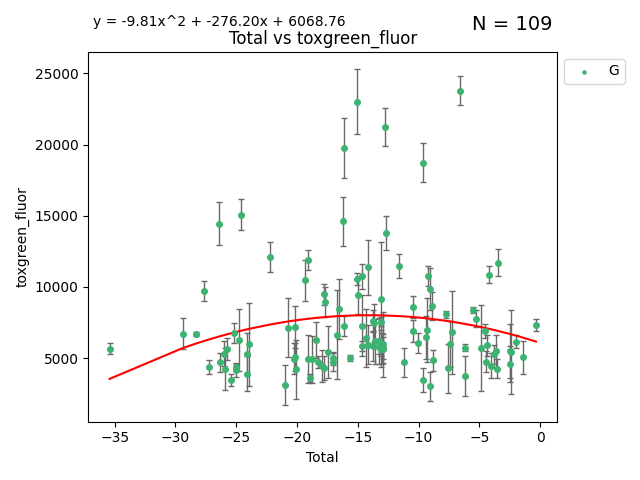 y = -9.81x^2 + -276.20x + 6068.76
N = 109
Total vs toxgreen_fluor
G
toxgreen_fluor
25000
20000
15000
10000
5000
−35 −30 −25 −20 −15 −10 −5 0
Total